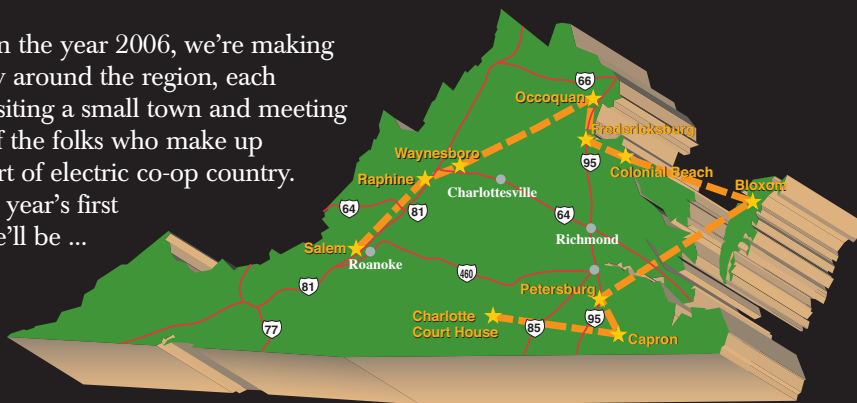 n the year 2006, we’re making
y around the region, each
siting a small town and meeting
f the folks who make up
rt of electric co-op country.
year’s first
e’ll be ...
66
Occoquan
Fredericksburg
95
Waynesboro
Colonial Beach
Raphine
Charlottesville
Bloxom
64
81
64
Richmond
Salem
Roanoke
460
81
Petersburg
Charlotte
Court House
95
77
85
Capron